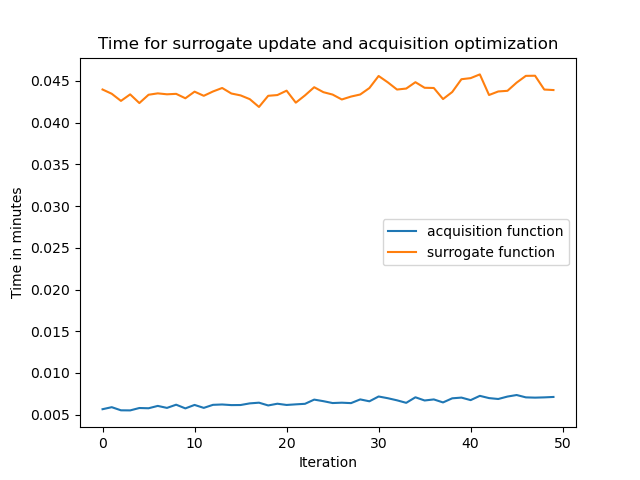 Time for surrogate update and acquisition optimization
0.045
0.040
0.035
0.030
0.025
0.020
0.015
0.010
0.005
Time in minutes
acquisition function
surrogate function
0 10 20 30 40 50
Iteration